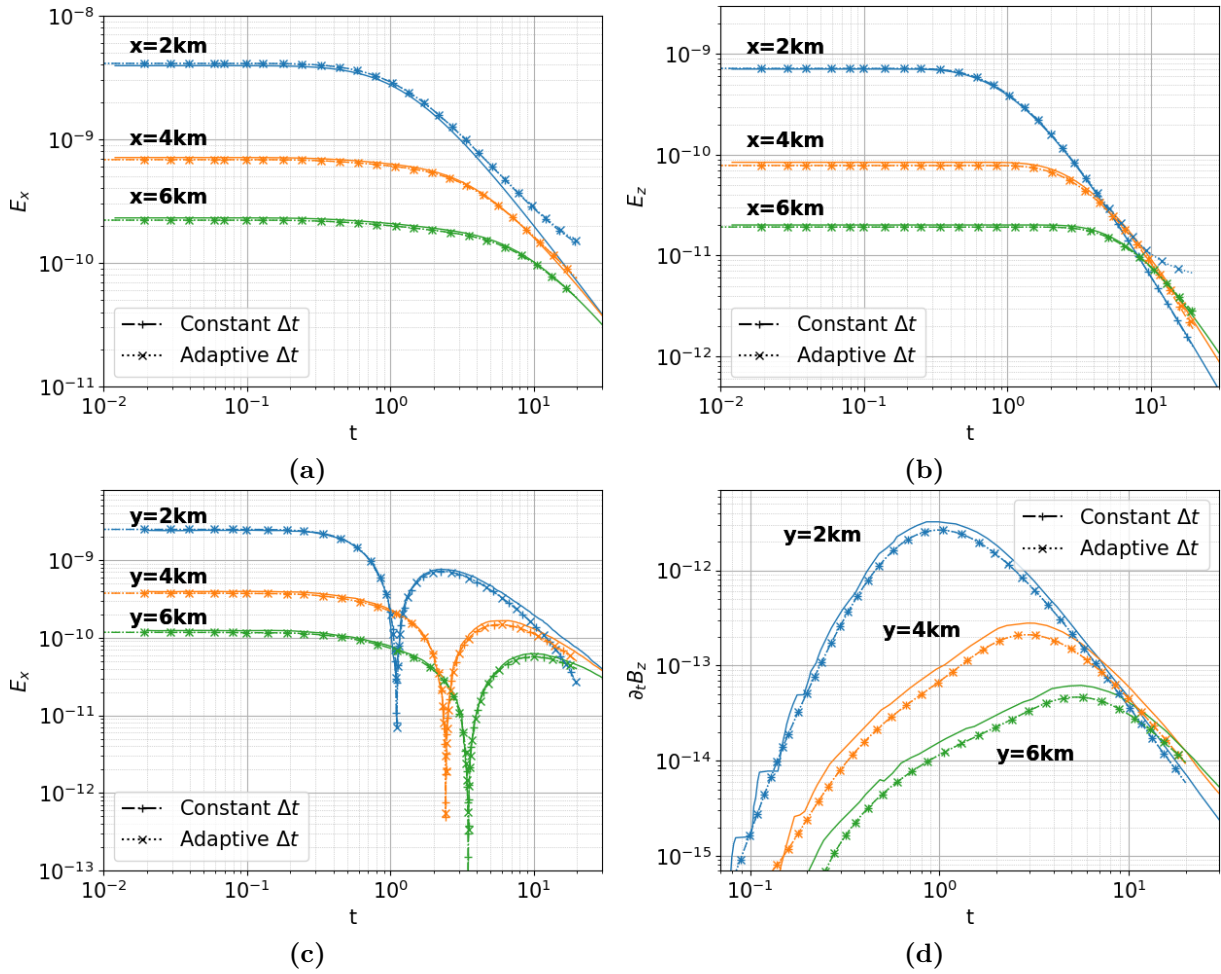 10^{-8}
10^{-9}
10^{-10}
10^{-11}
E_x
x=2km
x=4km
x=6km
Constant Δt
Adaptive Δt
10^{-2} 10^{-1} 10^{0} 10^{1}
t
(a)
10^{-9}
10^{-10}
10^{-11}
10^{-12}
E_z
x=2km
x=4km
x=6km
Constant Δt
Adaptive Δt
10^{-2} 10^{-1} 10^{0} 10^{1}
t
(b)
10^{-9}
10^{-10}
10^{-11}
10^{-12}
10^{-13}
E_x
y=2km
y=4km
y=6km
Constant Δt
Adaptive Δt
10^{-2} 10^{-1} 10^{0} 10^{1}
t
(c)
10^{-12}
10^{-13}
10^{-14}
10^{-15}
∂_tB_z
Constant Δt
Adaptive Δt
y=2km
y=4km
y=6km
10^{-1} 10^{0} 10^{1}
t
(d)